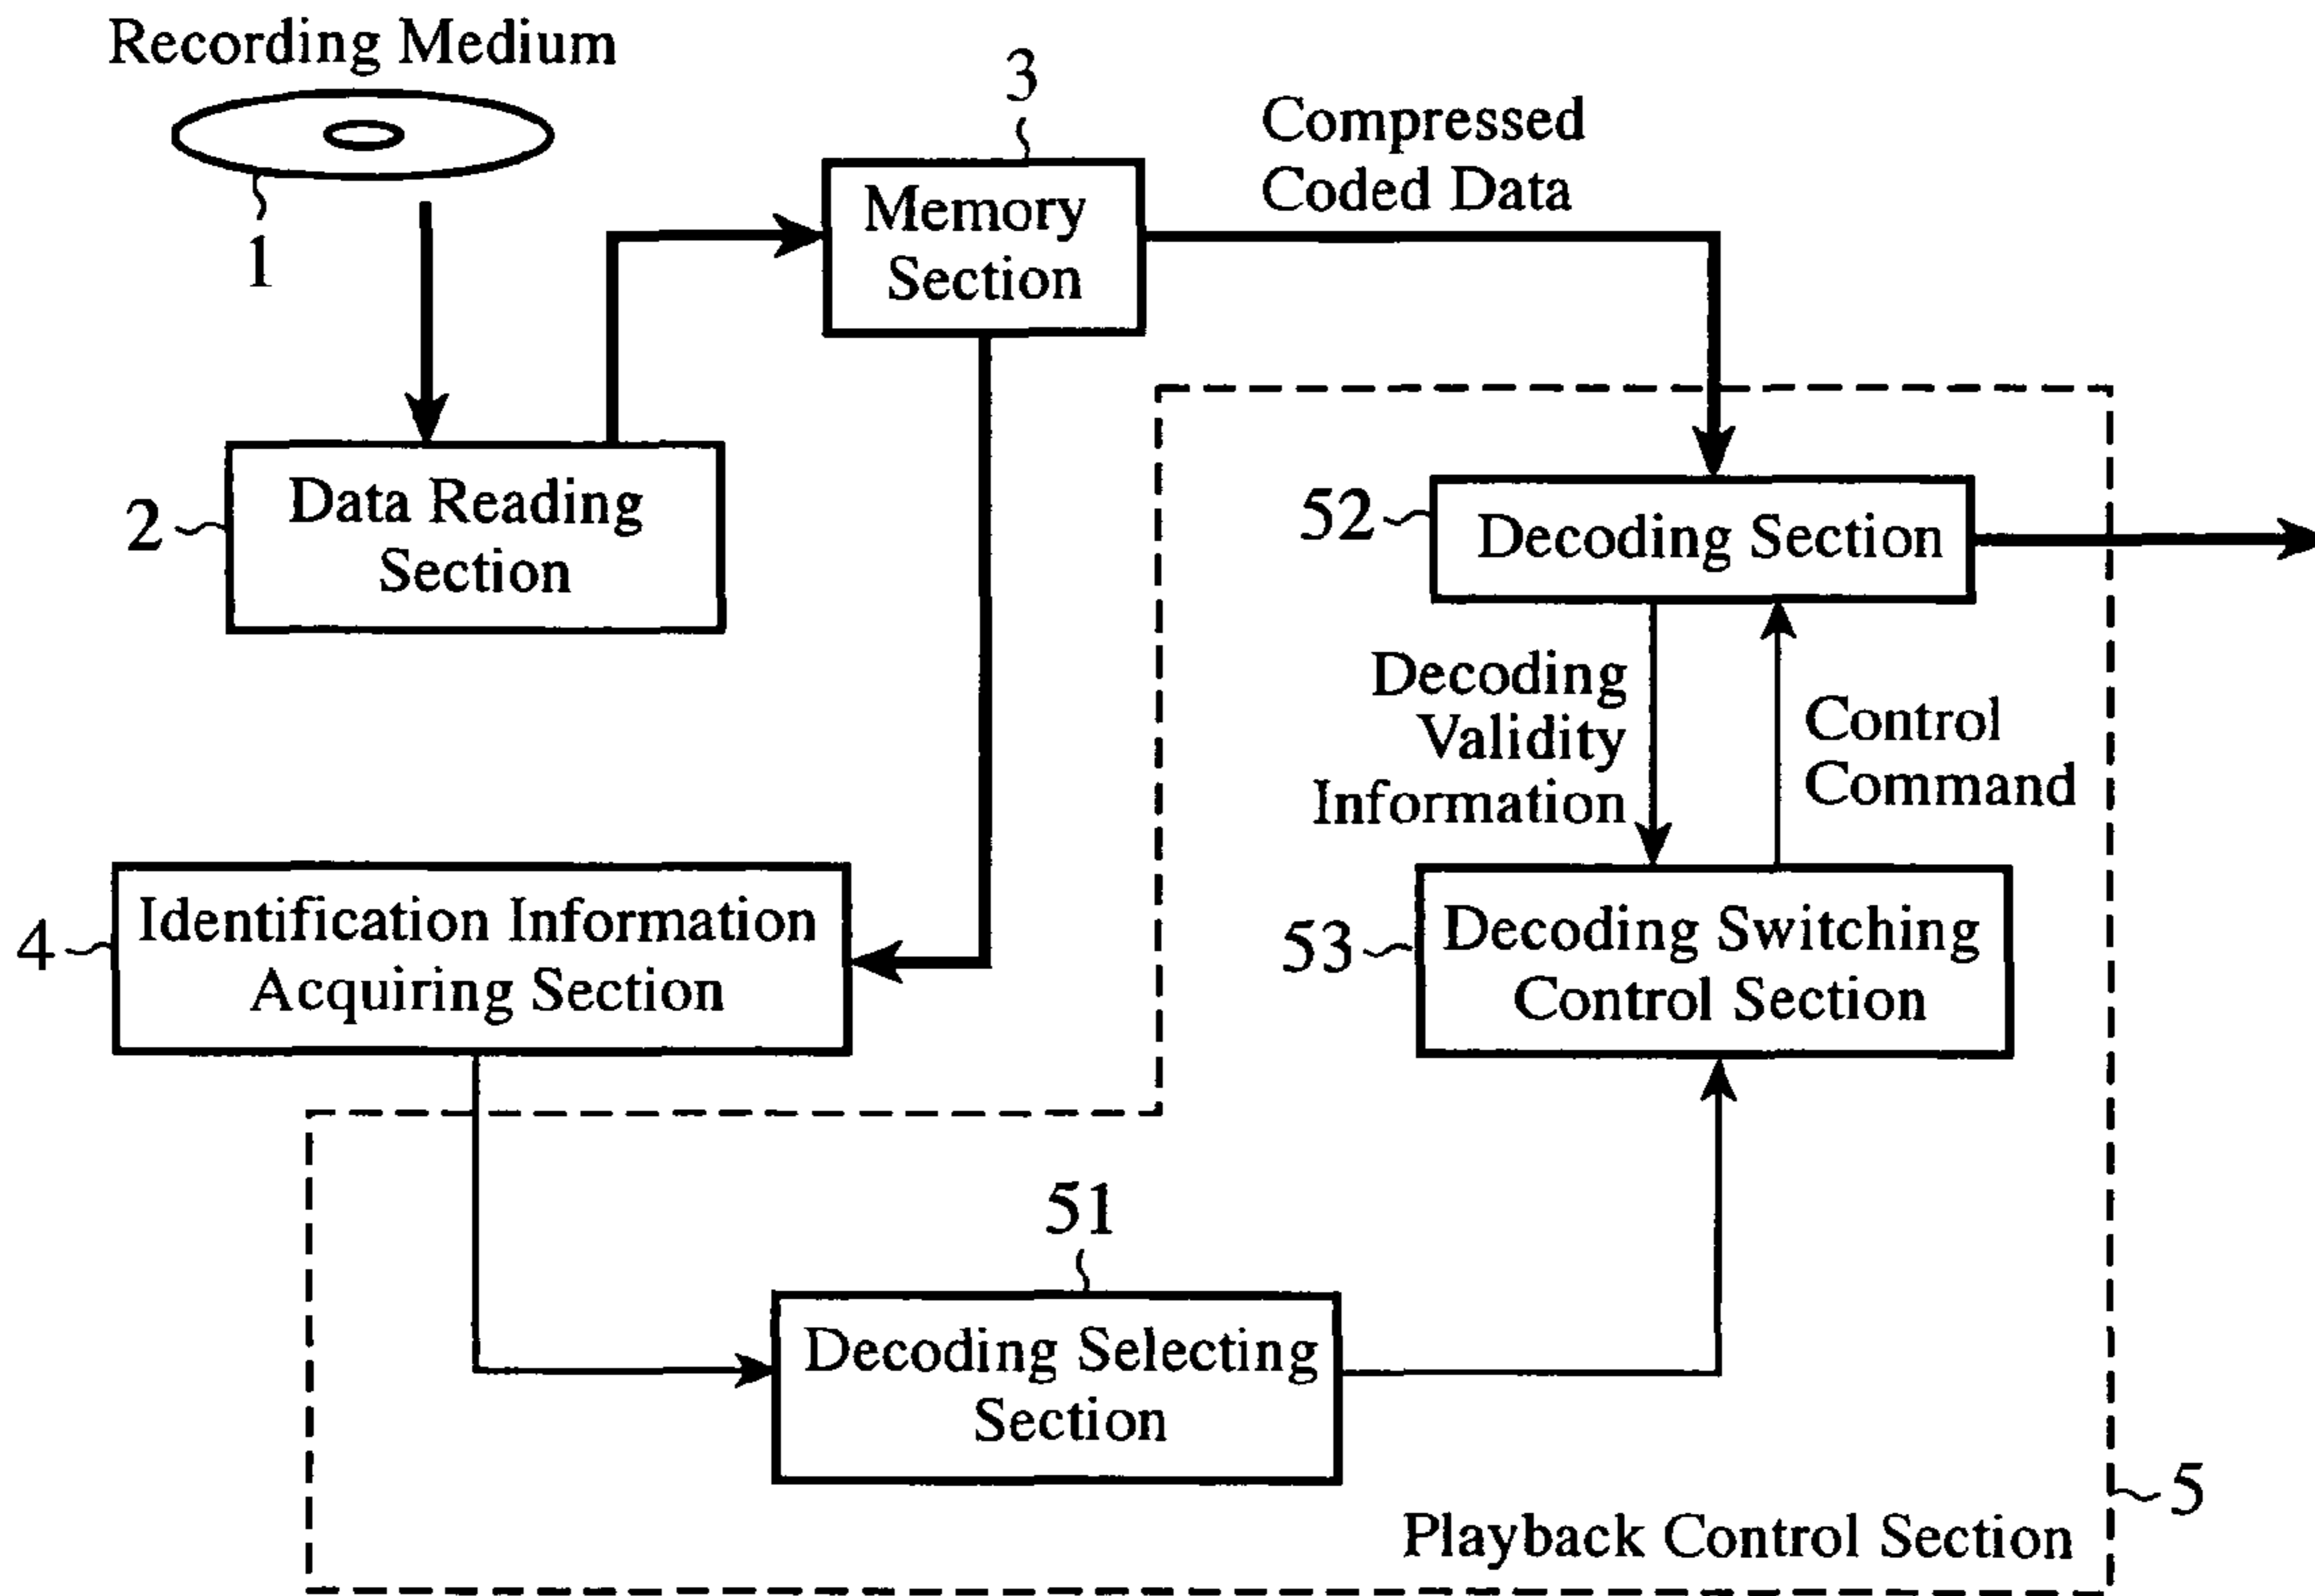 Recording Medium
1
3
Memory
Section
Compressed
Coded Data
2
Data Reading
Section
52
Decoding Section
Decoding
Validity
Information
Control
Command
4
Identification Information
Acquiring Section
53
Decoding Switching
Control Section
51
Decoding Selecting
Section
5
Playback Control Section